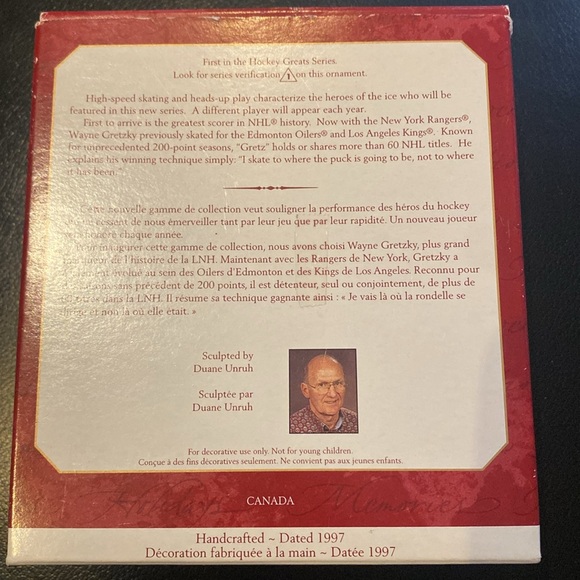 First in the Hockey Greats Series.
Look for series verification 1 on this ornament.
High-speed skating and heads-up play characterize the heroes of the ice who will be
featured in this new series. A different player will appear each year.
First to arrive is the greatest scorer in NHL® history. Now with the New York Rangers®,
Wayne Gretzky previously skated for the Edmonton Oilers® and Los Angeles Kings®. Known
for unprecedented 200-point seasons, "Gretz" holds or shares more than 60 NHL titles. He
explains his winning technique simply: "I skate to where the puck is going to be, not to where
it has been."
Cette nouvelle gamme de collection veut souligner la performance des héros du hockey
cessent de nous émerveiller tant par leur jeu que par leur rapidité. Un nouveau joueur
honoré chaque année.
Pour inaugurer cette gamme de collection, nous avons choisi Wayne Gretzky, plus grand
de l'histoire de la LNH. Maintenant avec les Rangers de New York, Gretzky a
évolué au sein des Oilers d'Edmonton et des Kings de Los Angeles. Reconnu pour
sans précédent de 200 points, il est détenteur, seul ou conjointement, de plus de
dans la LNH. Il résume sa technique gagnante ainsi : « Je vais là où la rondelle se
et non là où elle était. »
Sculpted by
Duane Unruh
Sculptée par
Duane Unruh
For decorative use only. Not for young children.
Conçue à des fins décoratives seulement. Ne convient pas aux jeunes enfants.
CANADA
Handcrafted ~ Dated 1997
Décoration fabriquée à la main ~ Datée 1997